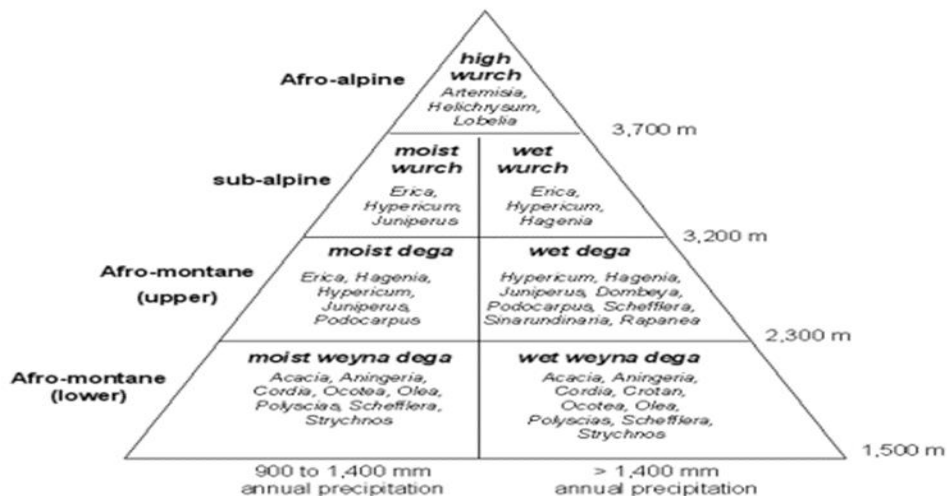 high
wurch
Afro-alpine
Artemisia,
Helichrysum,
Lobelia
3,700 m
moist
wurch
wet
wurch
sub-alpine
Erica,
Hypericum,
Juniperus
Erica,
Hypericum,
Hagenia
3,200 m
moist dega
wet dega
Afro-montane
(upper)
Erica, Hagenia,
Hypericum,
Juniperus,
Podocarpus
Hypericum, Hagenia,
Juniperus, Dombeya,
Podocarpus, Schefflera,
Sinarundinaria, Rapanea
2,300 m
moist weyna dega
wet weyna dega
Afro-montane
(lower)
Acacia, Aningeria,
Cordia, Ocotea, Olea,
Polyscias, Schefflera,
Strychnos
Acacia, Aningeria,
Cordia, Crotan,
Ocotea, Olea,
Polyscias, Schefflera,
Strychnos
1,500 m
900 to 1,400 mm
annual precipitation
> 1,400 mm
annual precipitation